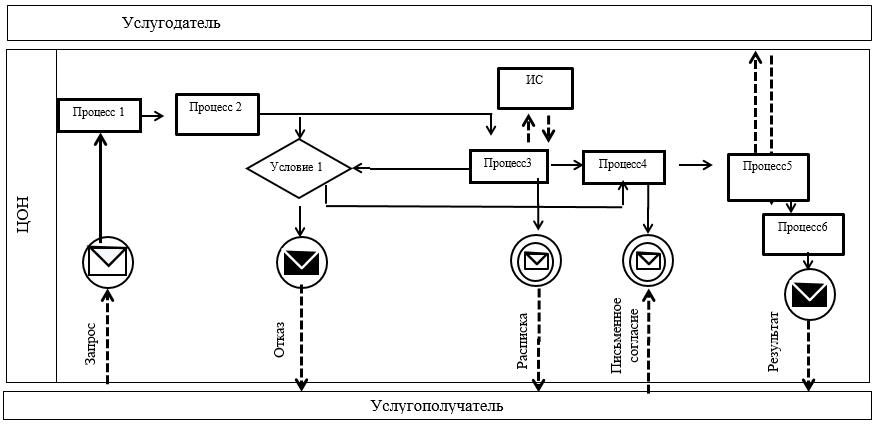 Услугодатель
ЦОН
ИС
Процесс 1
Процесс 2
Условие 1
Процесс3
Процесс4
Процесс5
Процесс6
Запрос
Отказ
Расписка
Письменное
согласие
Результат
Услугополучатель